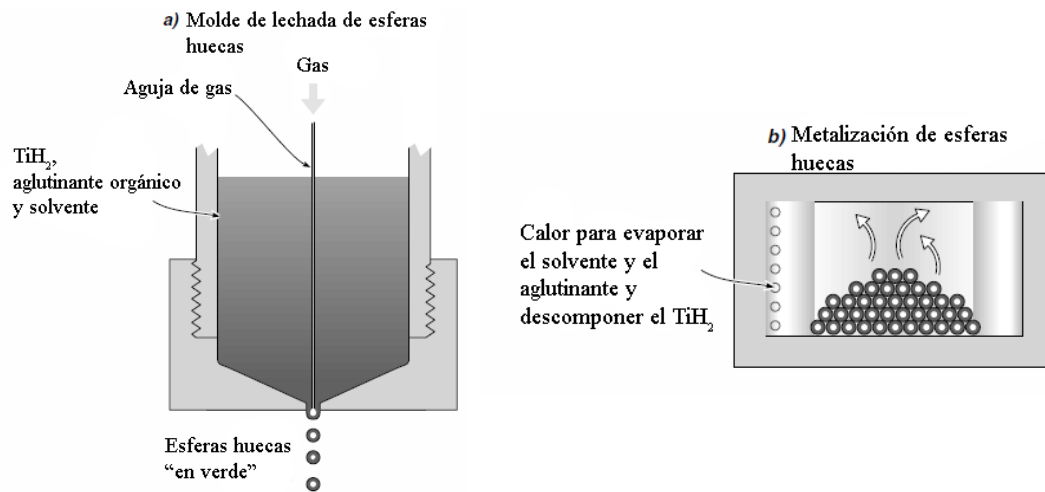 a) Molde de lechada de esferas
huecas
Gas
Aguja de gas
TiH₂,
aglutinante orgánico
y solvente
Esferas huecas
“en verde”
b) Metalización de esferas
huecas
Calor para evaporar
el solvente y el
aglutinante y
descomponer el TiH₂